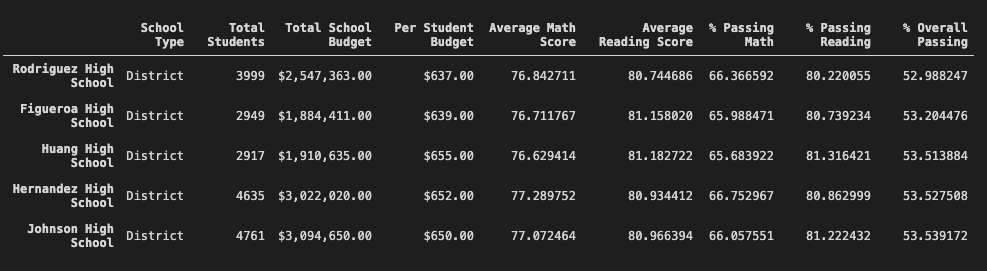 School Total Total School Per Student Average Math Average % Passing % Passing % Overall
Type Students Budget Budget Score Reading Score Math Reading Passing
Rodriguez High
School District 3999 $2,547,363.00 $637.00 76.842711 80.744686 66.366592 80.220055 52.988247
Figueroa High
School District 2949 $1,884,411.00 $639.00 76.711767 81.158020 65.988471 80.739234 53.204476
Huang High
School District 2917 $1,910,635.00 $655.00 76.629414 81.182722 65.683922 81.316421 53.513884
Hernandez High
School District 4635 $3,022,020.00 $652.00 77.289752 80.934412 66.752967 80.862999 53.527508
Johnson High
School District 4761 $3,094,650.00 $650.00 77.072464 80.966394 66.057551 81.222432 53.539172